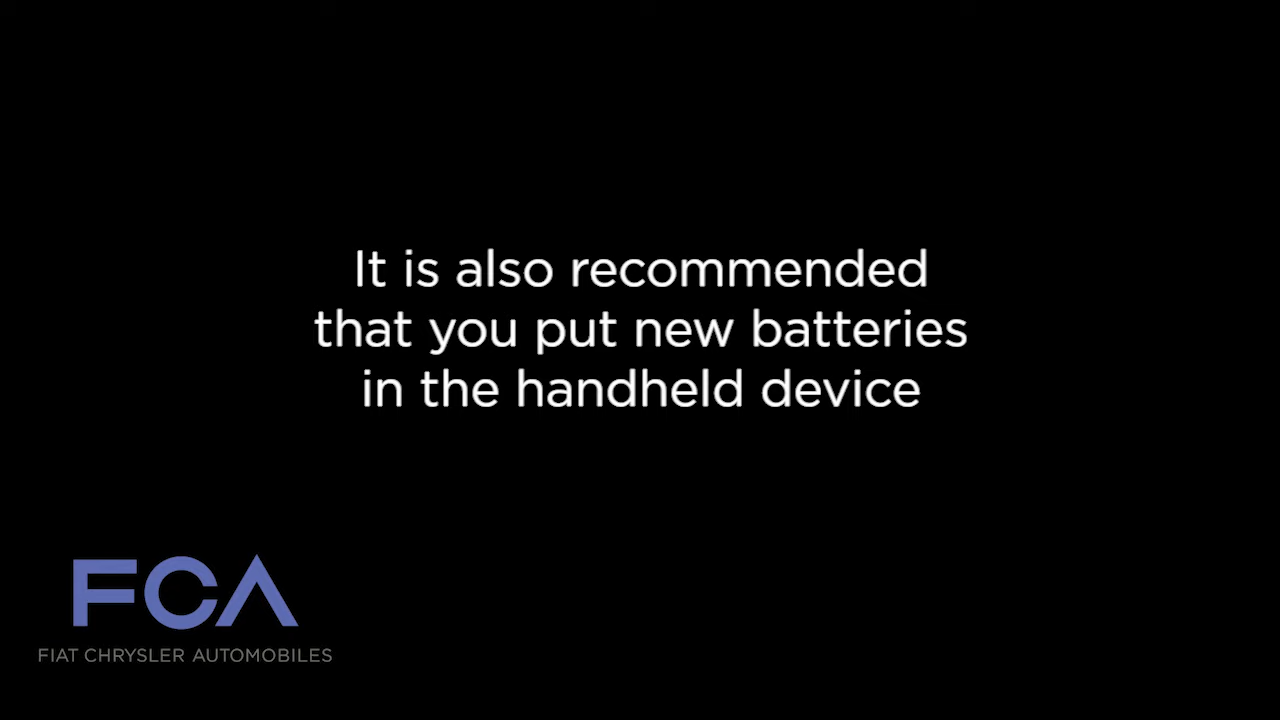 It is also recommended
that you put new batteries
in the handheld device
FCA
FIAT CHRYSLER AUTOMOBILES